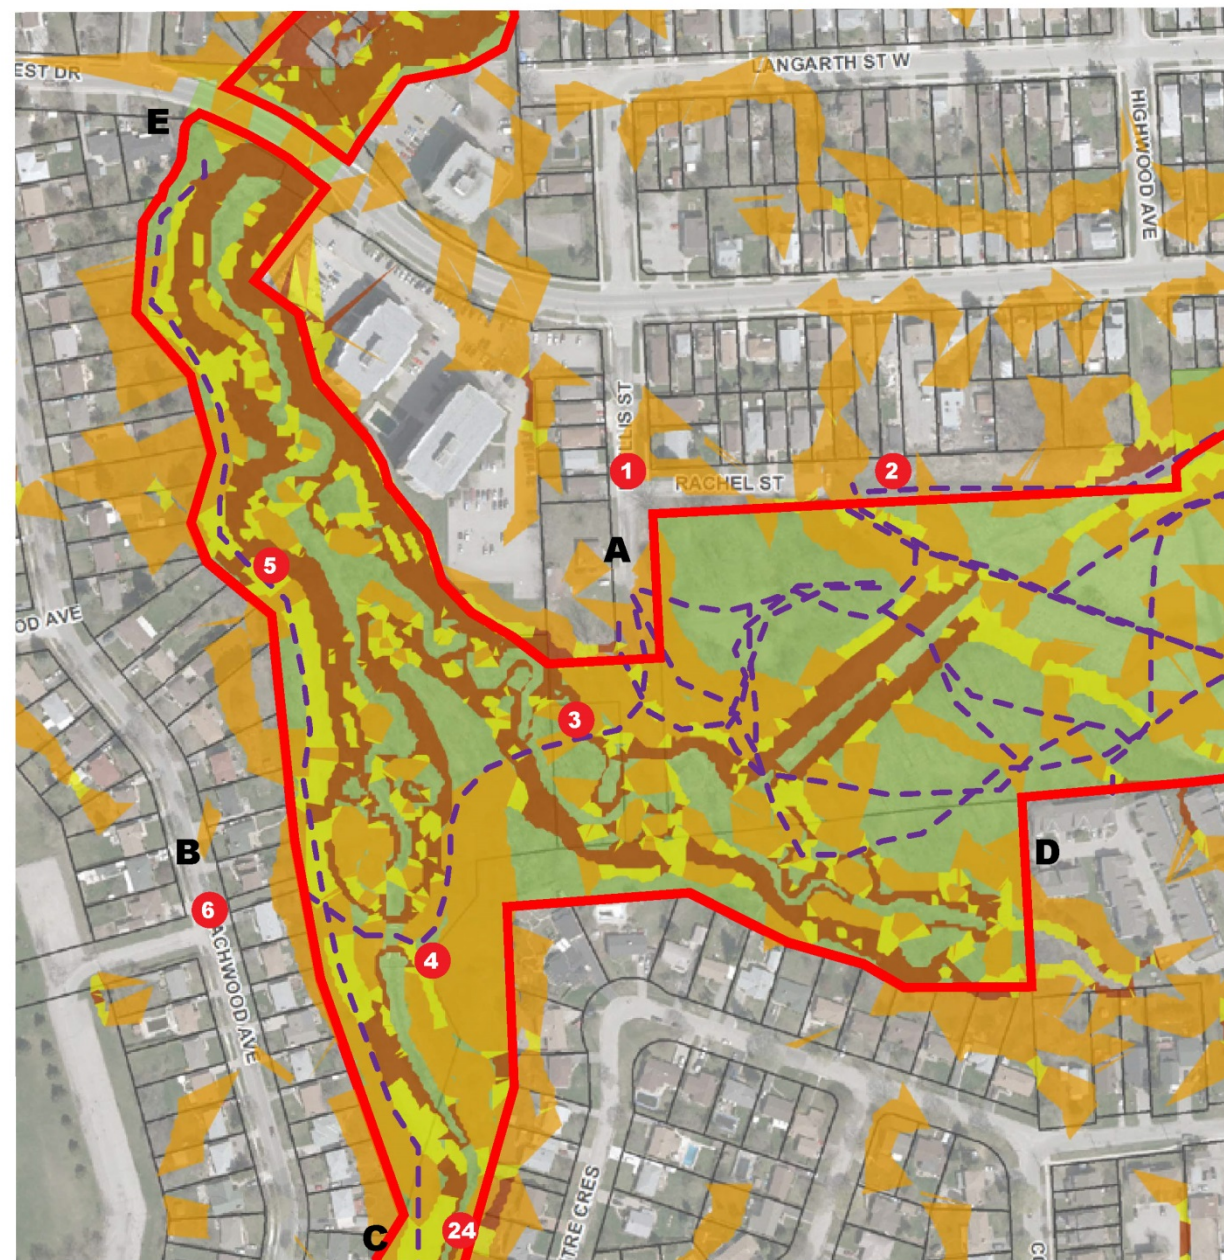 LANGARTH ST W
EST DR
HIGHWOOD AVE
E
LLIS ST
1
2
RACHEL ST
A
5
OD AVE
3
B
D
6
4
ACHWOOD AVE
TRE CRES
C
24